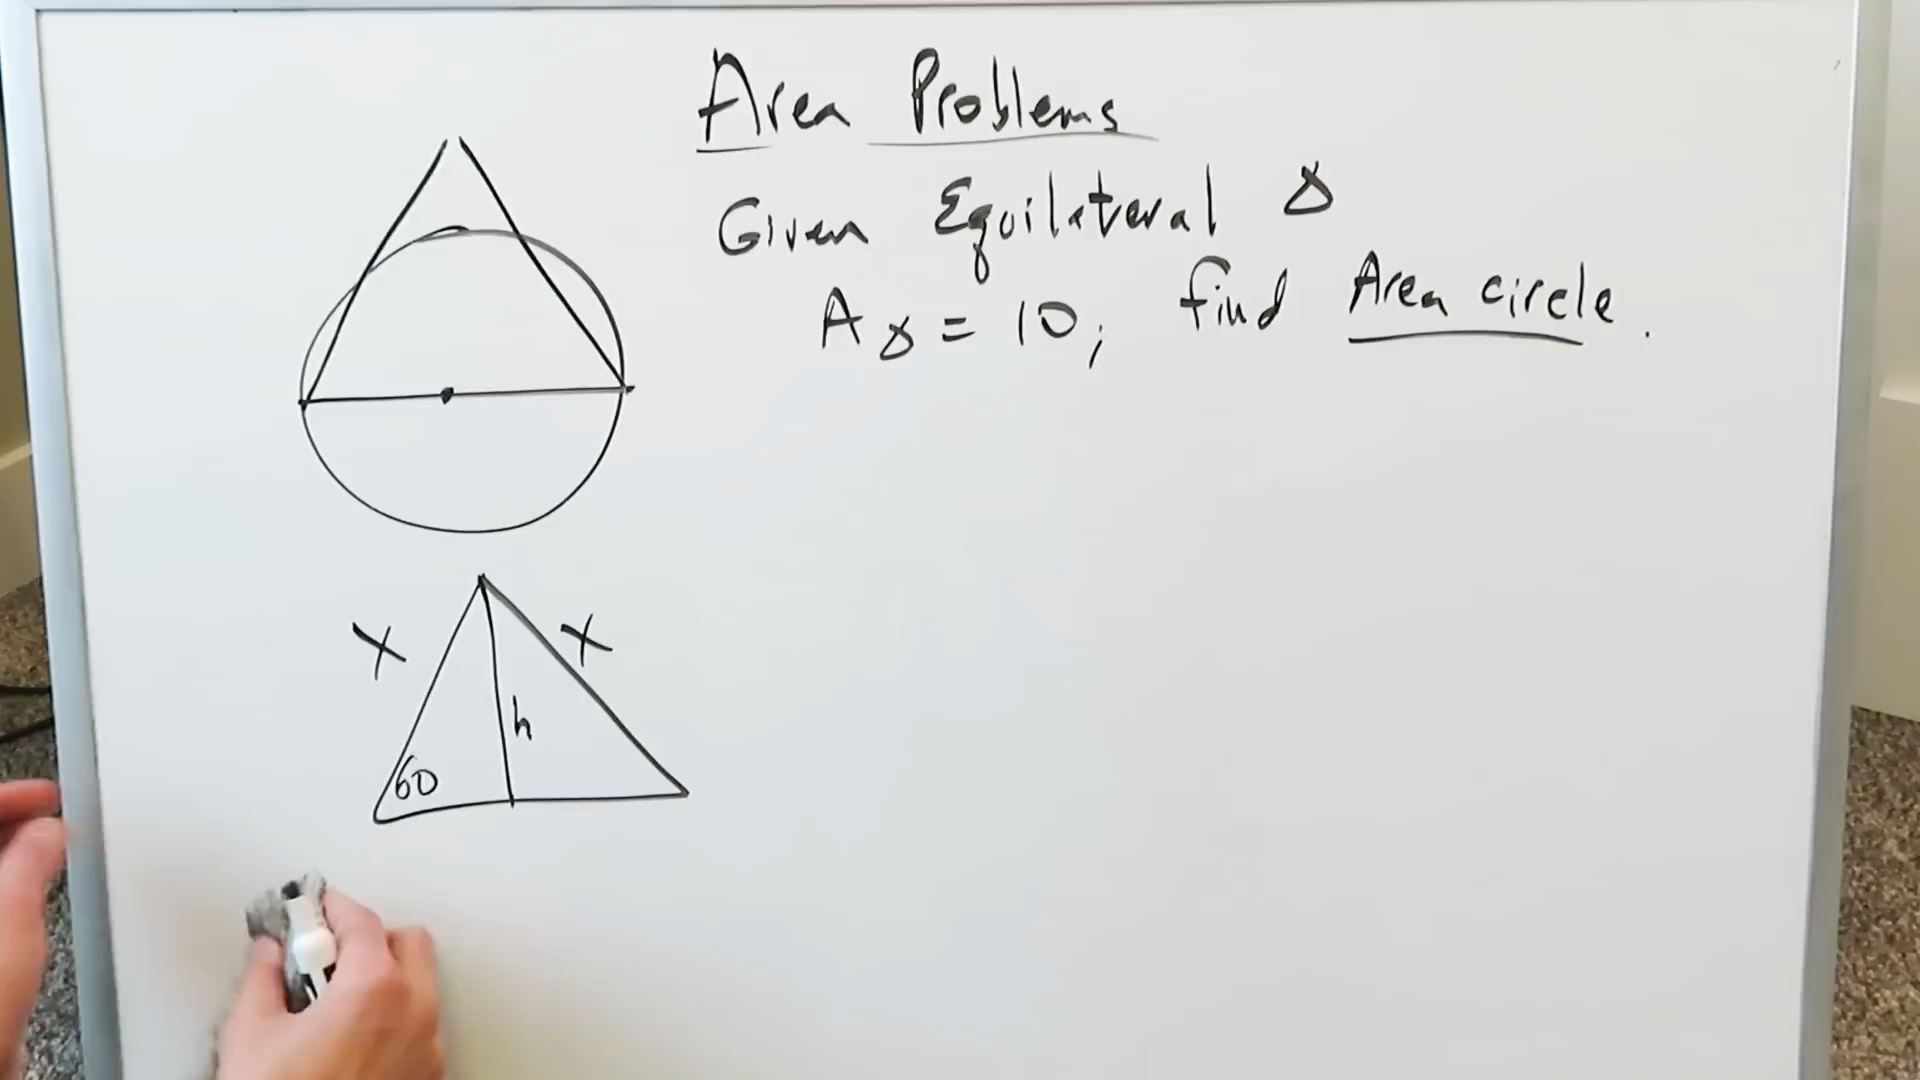 Area Problems
Given Equilateral Δ
A Δ = 10; find Area circle.
X X
h
60